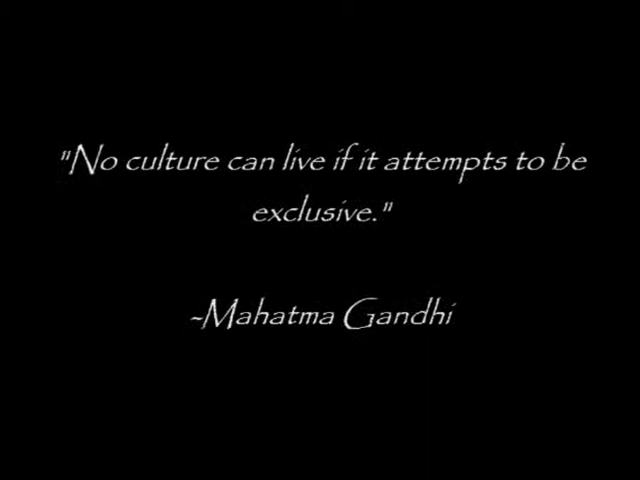 "No culture can live if it attempts to be
exclusive."
-Mahatma Gandhi